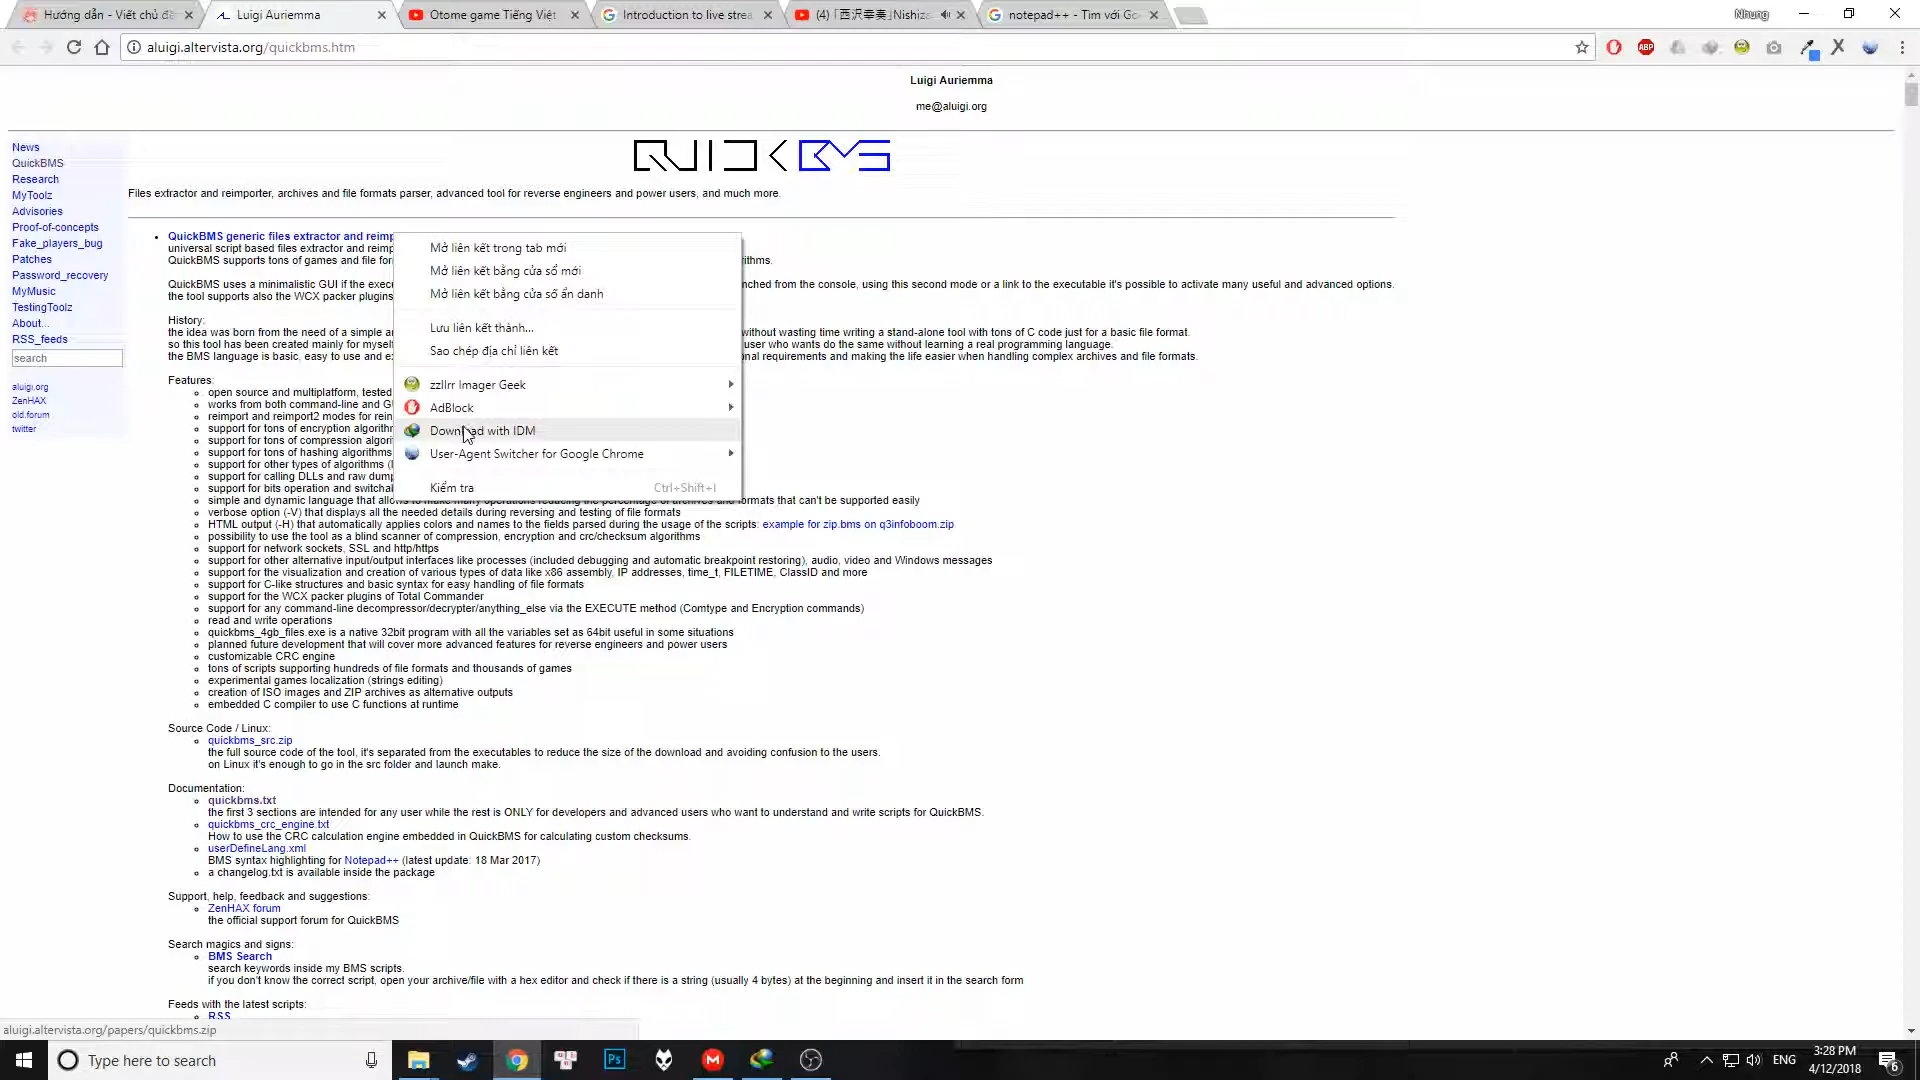 Hướng dẫn - Viết chủ đề
Luigi Auriemma
Otome game Tiếng Việt
Introduction to live strea
(4) 「西沢幸奏」Nishiz
notepad++ - Tìm với Go
Nhung
aluigi.altervista.org/quickbms.htm
ABP
Luigi Auriemma
me@aluigi.org
News
QuickBMS
Research
MyToolz
Advisories
Proof-of-concepts
Fake_players_bug
Patches
Password_recovery
MyMusic
TestingToolz
About...
RSS_feeds
search
aluigi.org
ZenHAX
old.forum
twitter
QUICKBMS
Files extractor and reimporter, archives and file formats parser, advanced tool for reverse engineers and power users, and much more.
QuickBMS generic files extractor and reimp
universal script based files extractor and reimp
QuickBMS supports tons of games and file for ithms.
QuickBMS uses a minimalistic GUI if the exec nched from the console, using this second mode or a link to the executable it's possible to activate many useful and advanced options.
the tool supports also the WCX packer plugins
History:
the idea was born from the need of a simple a without wasting time writing a stand-alone tool with tons of C code just for a basic file format.
so this tool has been created mainly for mysel user who wants do the same without learning a real programming language.
the BMS language is basic, easy to use and e nal requirements and making the life easier when handling complex archives and file formats.
Features:
open source and multiplatform, tested
works from both command-line and G
reimport and reimport2 modes for rein
support for tons of encryption algorith
support for tons of compression algori
support for tons of hashing algorithms
support for other types of algorithms (
support for calling DLLs and raw dump
support for bits operation and switchal
simple and dynamic language that allows to make many operations reducing the percentage of archives and formats that can't be supported easily
verbose option (-V) that displays all the needed details during reversing and testing of file formats
HTML output (-H) that automatically applies colors and names to the fields parsed during the usage of the scripts: example for zip.bms on q3infoboom.zip
possibility to use the tool as a blind scanner of compression, encryption and crc/checksum algorithms
support for network sockets, SSL and http/https
support for other alternative input/output interfaces like processes (included debugging and automatic breakpoint restoring), audio, video and Windows messages
support for the visualization and creation of various types of data like x86 assembly, IP addresses, time_t, FILETIME, ClassID and more
support for C-like structures and basic syntax for easy handling of file formats
support for the WCX packer plugins of Total Commander
support for any command-line decompressor/decrypter/anything_else via the EXECUTE method (Comtype and Encryption commands)
read and write operations
quickbms_4gb_files.exe is a native 32bit program with all the variables set as 64bit useful in some situations
planned future development that will cover more advanced features for reverse engineers and power users
customizable CRC engine
tons of scripts supporting hundreds of file formats and thousands of games
experimental games localization (strings editing)
creation of ISO images and ZIP archives as alternative outputs
embedded C compiler to use C functions at runtime
Mở liên kết trong tab mới
Mở liên kết bằng cửa sổ mới
Mở liên kết bằng cửa sổ ẩn danh
Lưu liên kết thành...
Sao chép địa chỉ liên kết
zzllrr Imager Geek
AdBlock
Download with IDM
User-Agent Switcher for Google Chrome
Kiểm tra Ctrl+Shift+I
Source Code / Linux:
quickbms_src.zip
the full source code of the tool, it's separated from the executables to reduce the size of the download and avoiding confusion to the users.
on Linux it's enough to go in the src folder and launch make.
Documentation:
quickbms.txt
the first 3 sections are intended for any user while the rest is ONLY for developers and advanced users who want to understand and write scripts for QuickBMS.
quickbms_crc_engine.txt
How to use the CRC calculation engine embedded in QuickBMS for calculating custom checksums.
userDefineLang.xml
BMS syntax highlighting for Notepad++ (latest update: 18 Mar 2017)
a changelog.txt is available inside the package
Support, help, feedback and suggestions:
ZenHAX forum
the official support forum for QuickBMS
Search magics and signs:
BMS Search
search keywords inside my BMS scripts.
if you don't know the correct script, open your archive/file with a hex editor and check if there is a string (usually 4 bytes) at the beginning and insert it in the search form
Feeds with the latest scripts:
RSS
aluigi.altervista.org/papers/quickbms.zip
Type here to search
Ps
ENG
3:28 PM
4/12/2018
6